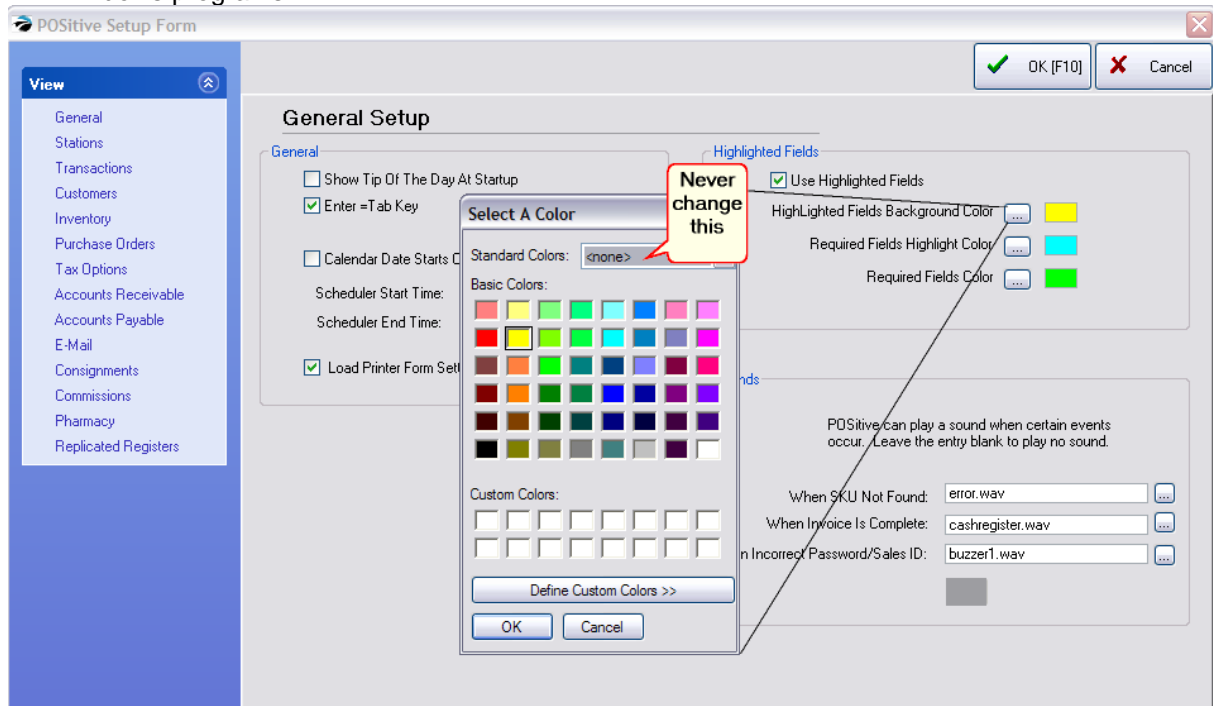 POSitive Setup Form
OK [F10]
Cancel
View
General
Stations
Transactions
Customers
Inventory
Purchase Orders
Tax Options
Accounts Receivable
Accounts Payable
E-Mail
Consignments
Commissions
Pharmacy
Replicated Registers
General Setup
General
Show Tip Of The Day At Startup
Enter =Tab Key
Calendar Date Starts
Scheduler Start Time:
Scheduler End Time:
Load Printer Form
Select A Color
Standard Colors: <none>
Basic Colors:
Custom Colors:
Define Custom Colors >>
OK
Cancel
Never
change
this
Highlighted Fields
Use Highlighted Fields
HighLighted Fields Background Color ...
Required Fields Highlight Color ...
Required Fields Color ...
POSitive can play a sound when certain events
occur. Leave the entry blank to play no sound.
When SKU Not Found: error.wav ...
When Invoice Is Complete: cashregister.wav ...
Incorrect Password/Sales ID: buzzer1.wav ...